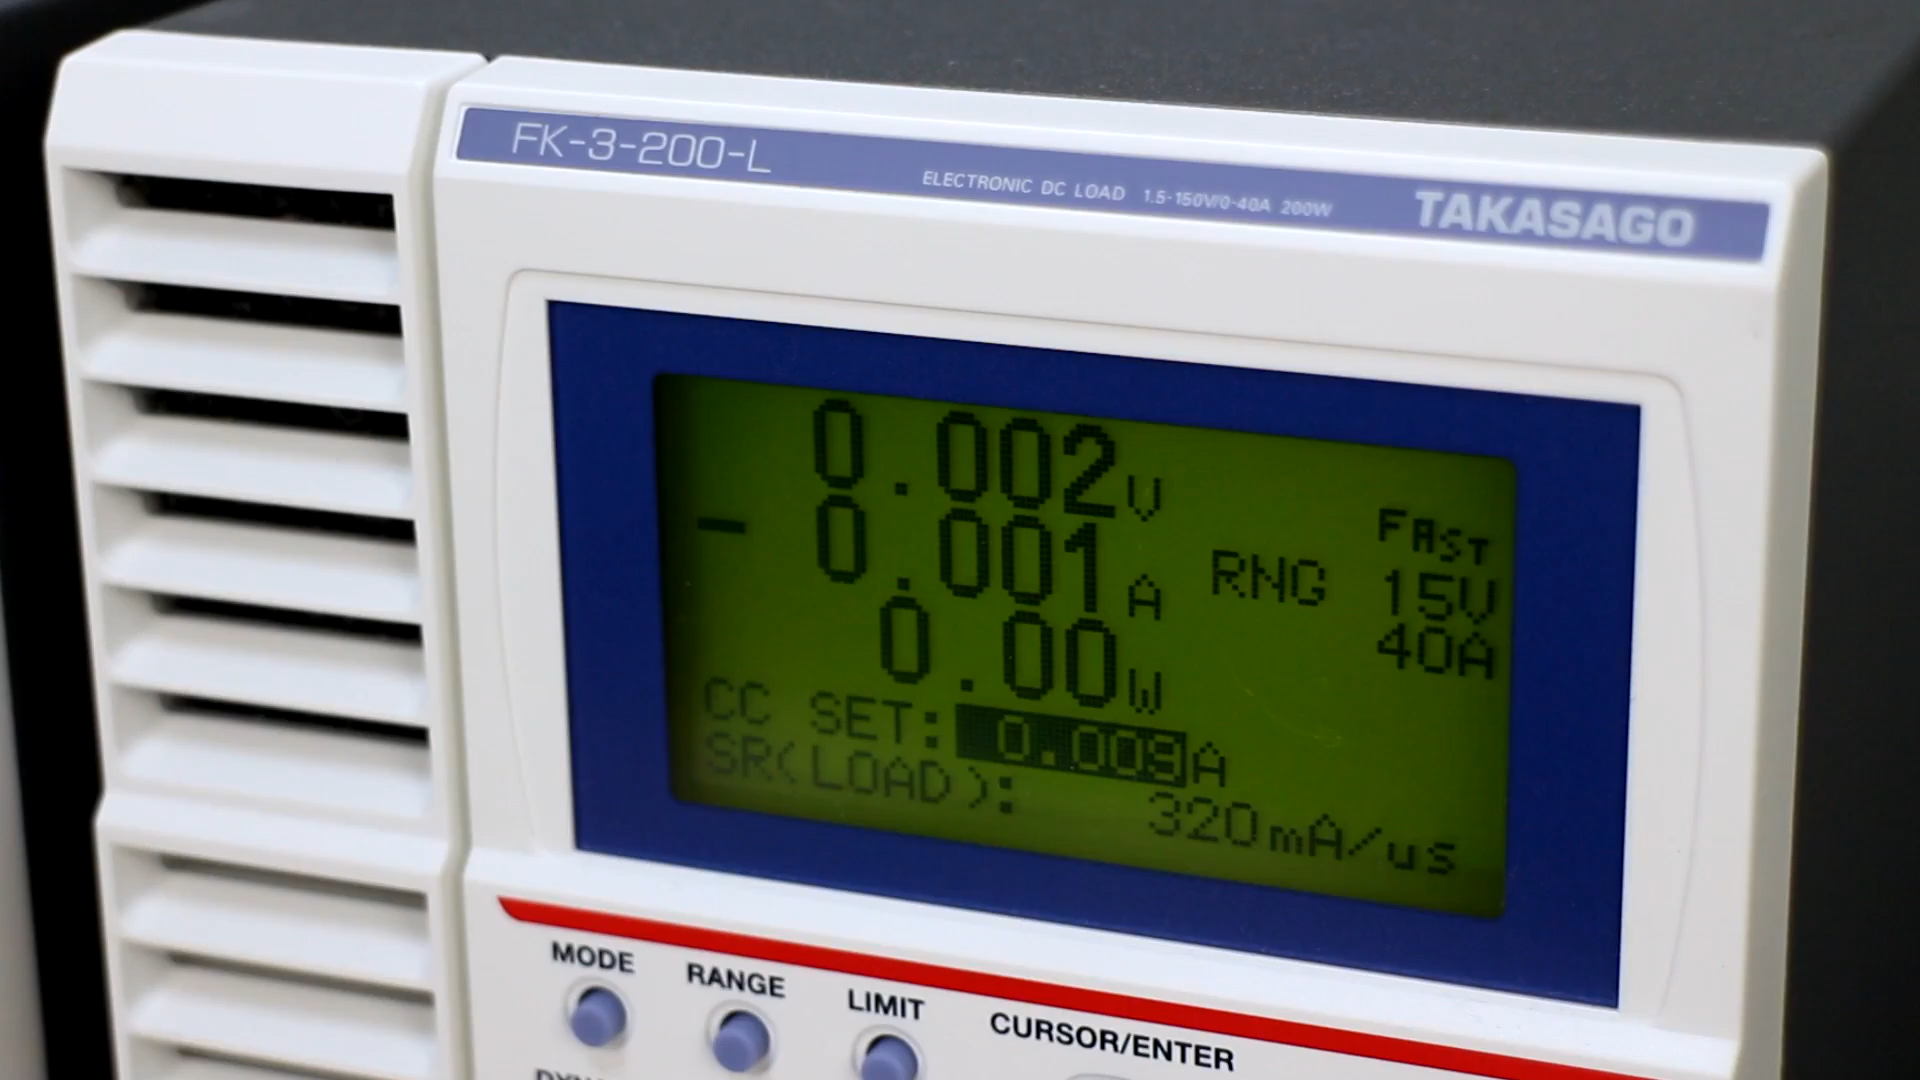 FK-3-200-L
ELECTRONIC DC LOAD 1.5-150V/0-40A 200W
TAKASAGO
0.002V
-0.001A
0.00W
FAST
RNG 15V
40A
CC SET: 0.009A
SR(LOAD): 320mA/us
MODE
RANGE
LIMIT
CURSOR/ENTER